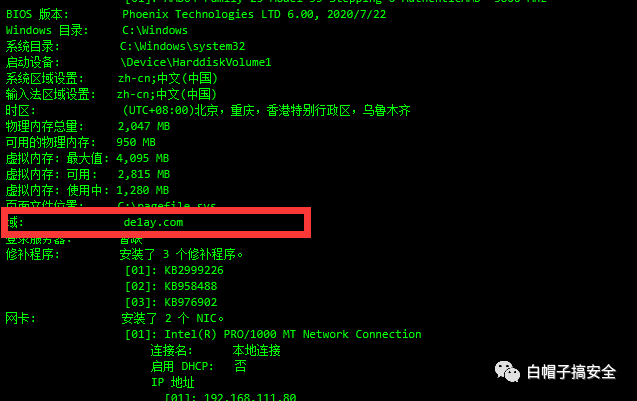 BIOS 版本: Phoenix Technologies LTD 6.00, 2020/7/22
Windows 目录: C:\Windows
系统目录: C:\Windows\system32
启动设备: \Device\HarddiskVolume1
系统区域设置: zh-cn;中文(中国)
输入法区域设置: zh-cn;中文(中国)
时区: (UTC+08:00)北京，重庆，香港特别行政区，乌鲁木齐
物理内存总量: 2,047 MB
可用的物理内存: 950 MB
虚拟内存: 最大值: 4,095 MB
虚拟内存: 可用: 2,815 MB
虚拟内存: 使用中: 1,280 MB
页面文件位置: C:\pagefile.sys
域: de1ay.com
登录服务器:
修补程序: 安装了 3 个修补程序。
[01]: KB2999226
[02]: KB958488
[03]: KB976902
网卡: 安装了 2 个 NIC。
[01]: Intel(R) PRO/1000 MT Network Connection
连接名: 本地连接
启用 DHCP: 否
IP 地址
[01]: 192.168.111.80
白帽子搞安全